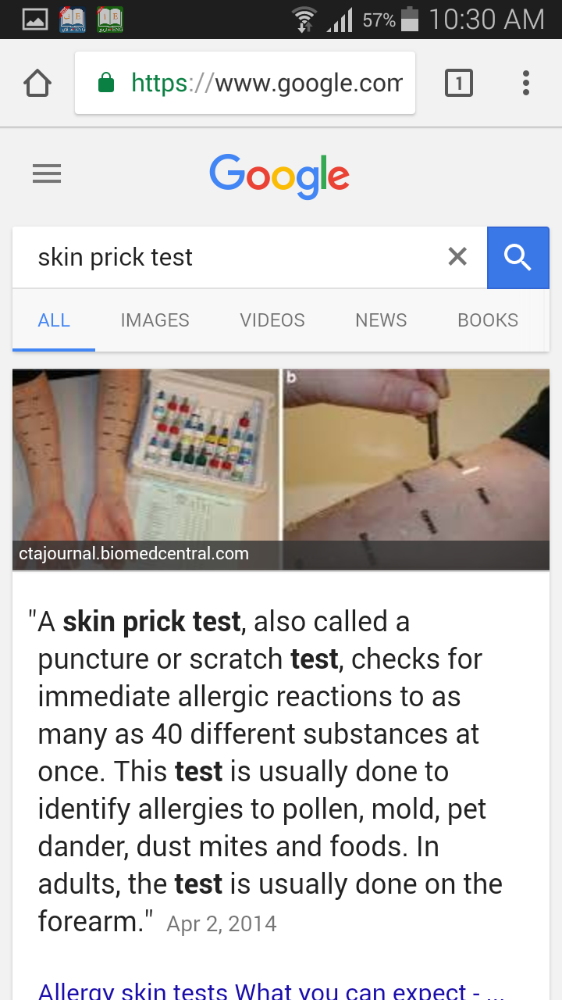 57% 10:30 AM
https://www.google.com
1
Google
skin prick test
ALL IMAGES VIDEOS NEWS BOOKS
b
ctajournal.biomedcentral.com
"A skin prick test, also called a
puncture or scratch test, checks for
immediate allergic reactions to as
many as 40 different substances at
once. This test is usually done to
identify allergies to pollen, mold, pet
dander, dust mites and foods. In
adults, the test is usually done on the
forearm." Apr 2, 2014
Allergy skin tests What you can expect - ...